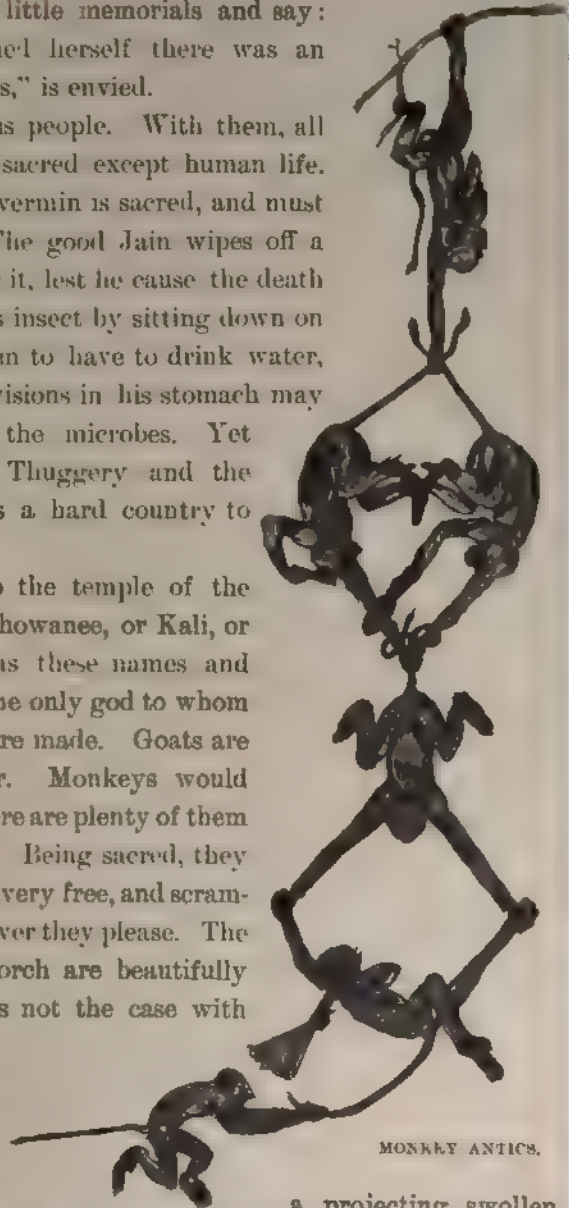 little memorials and say:
herself there was an
," is envied.
people. With them, all
sacred except human life.
vermin is sacred, and must
The good Jain wipes off a
it, lest he cause the death
insect by sitting down on
to have to drink water,
in his stomach may
the microbes. Yet
Thuggery and the
a hard country to
the temple of the
or Kali, or
these names and
only god to whom
made. Goats are
Monkeys would
are plenty of them
Being sacred, they
very free, and scram-
they please. The
are beautifully
not the case with
MONKEY ANTICS.
a projecting swollen